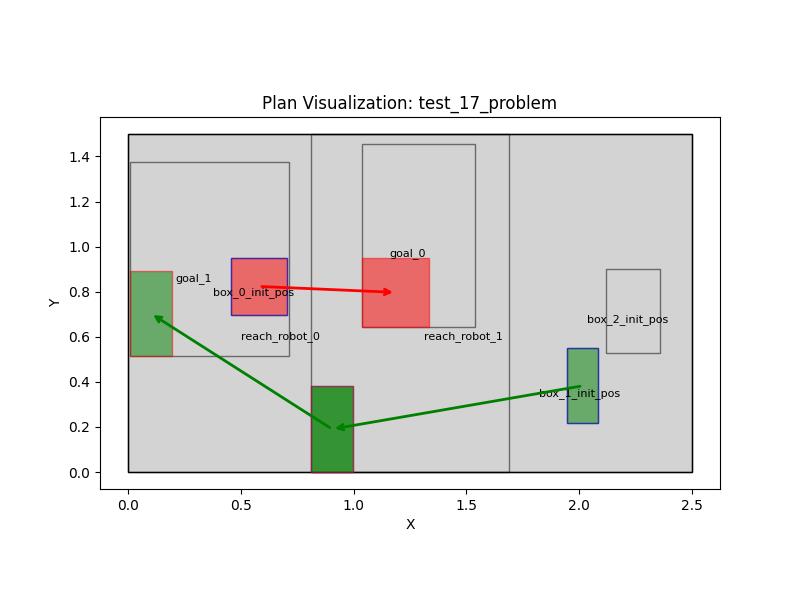 Plan Visualization: test_17_problem
Y
1.4
1.2
1.0
0.8
0.6
0.4
0.2
0.0
goal_0
goal_1
box_0_init_pos
box_2_init_pos
reach_robot_0
reach_robot_1
box_1_init_pos
0.0 0.5 1.0 1.5 2.0 2.5
X